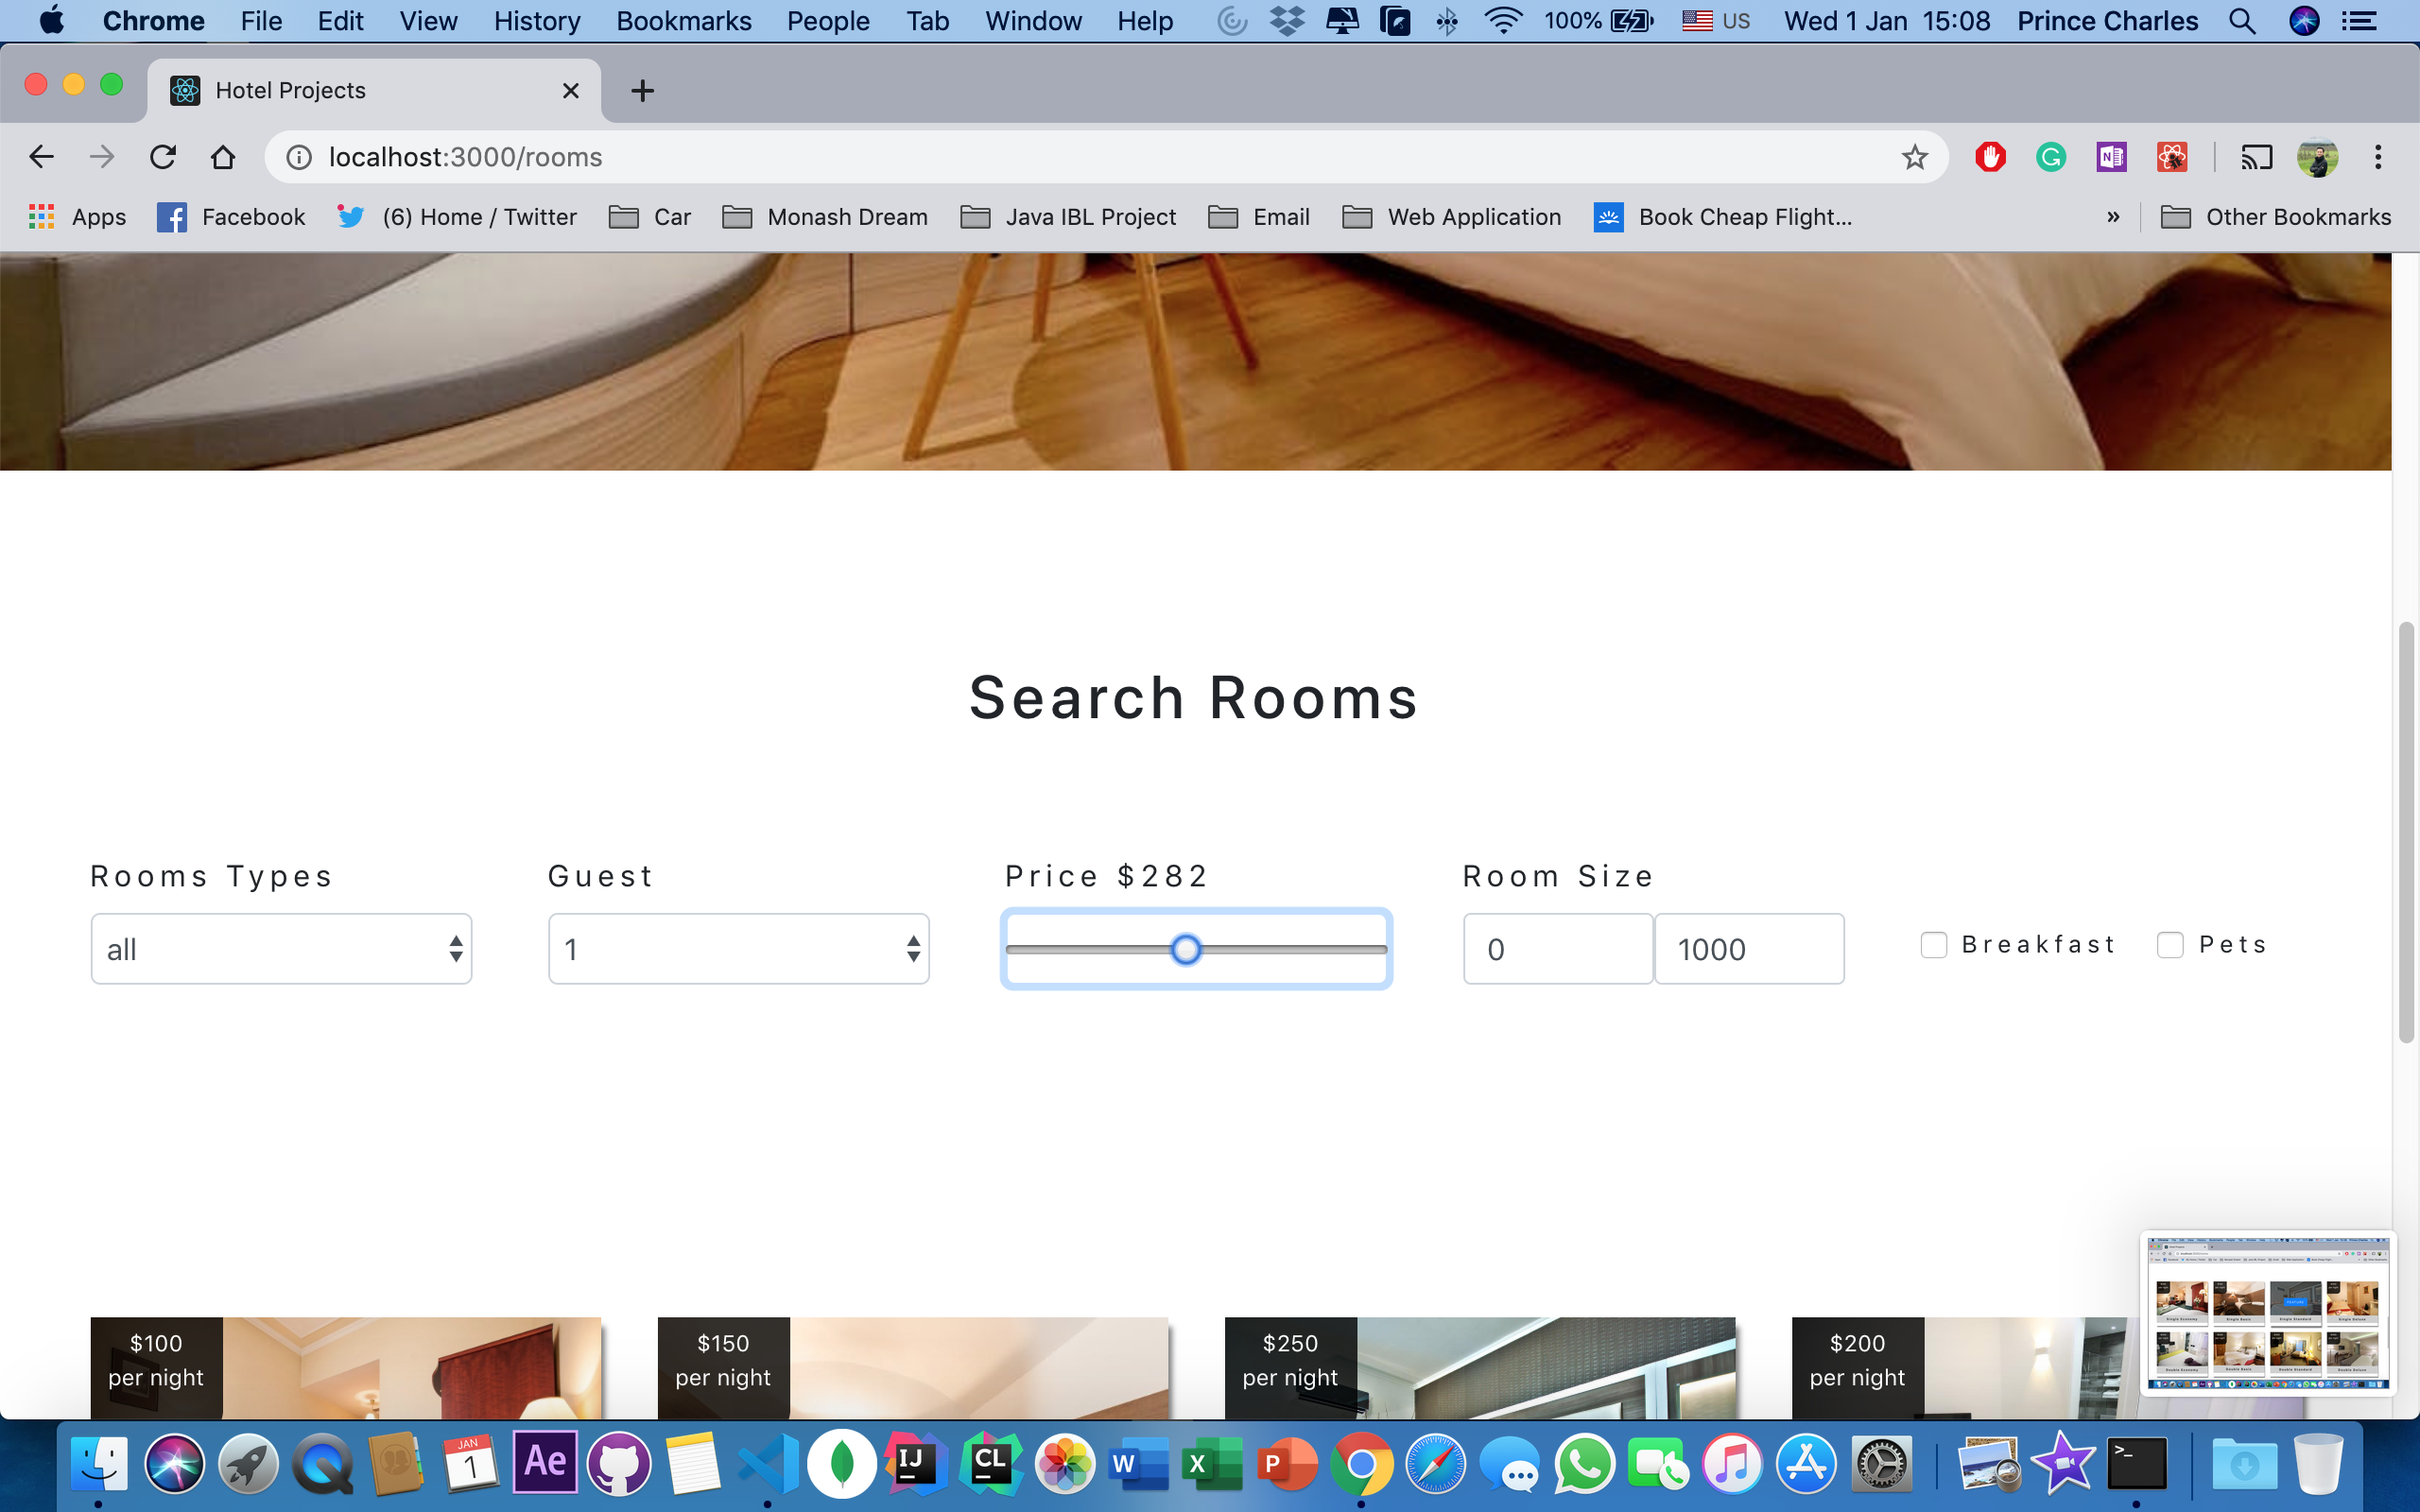 Chrome File Edit View History Bookmarks People Tab Window Help 100% US Wed 1 Jan 15:08 Prince Charles
Hotel Projects
localhost:3000/rooms
Apps Facebook (6) Home / Twitter Car Monash Dream Java IBL Project Email Web Application Book Cheap Flight... » Other Bookmarks
Search Rooms
Rooms Types Guest Price $282 Room Size
all 1 0 1000 Breakfast Pets
$100 $150 $250 $200
per night per night per night per night
JAN
1 Ae IJ CL W X P >_